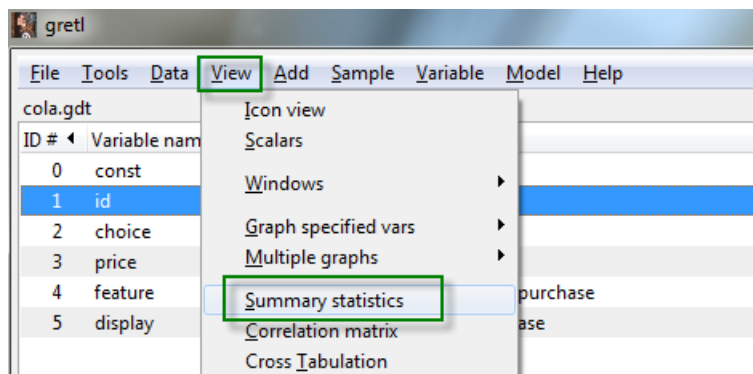 gretl
File Tools Data View Add Sample Variable Model Help
cola.gdt
ID # Variable nam
Icon view
0 const
Scalars
1 id
Windows
2 choice
Graph specified vars
3 price
Multiple graphs
4 feature
Summary statistics
purchase
5 display
Correlation matrix
ase
Cross Tabulation